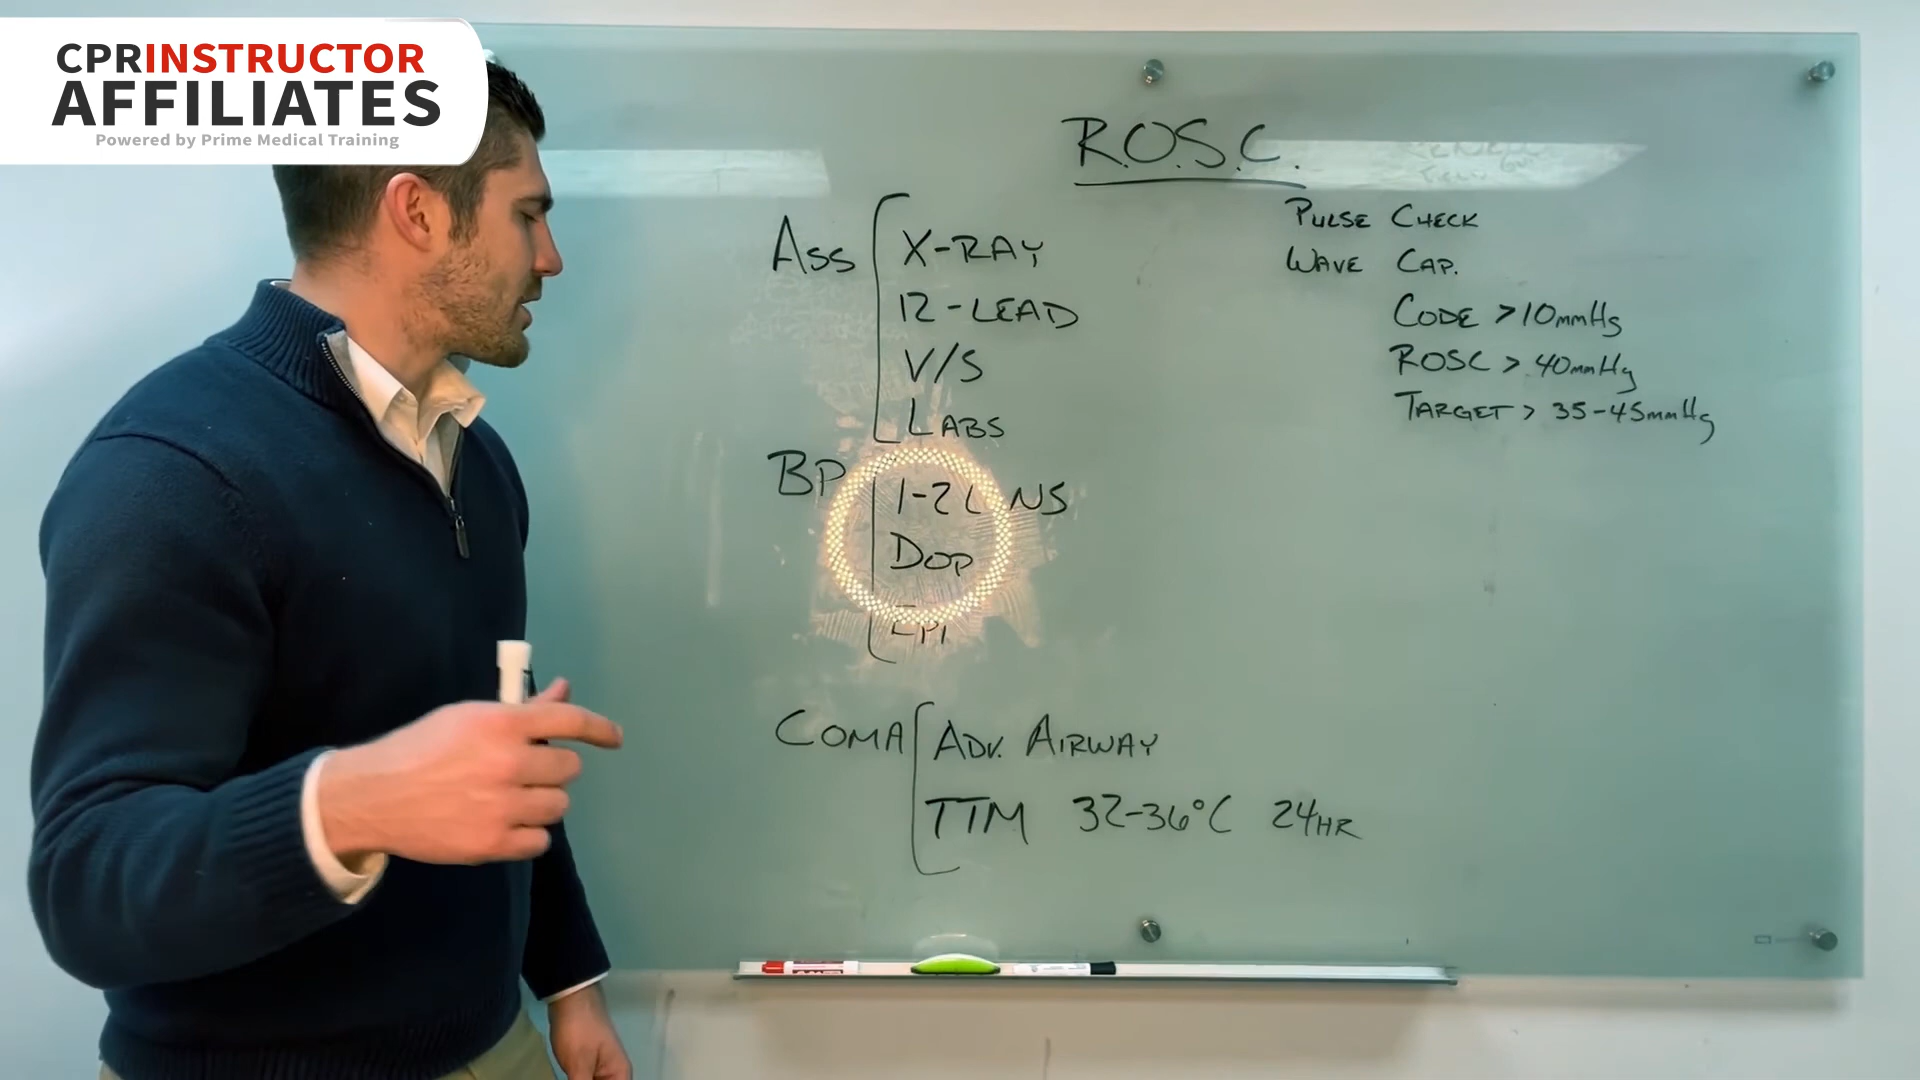 CPRINSTRUCTOR
AFFILIATES
Powered by Prime Medical Training
R.O.S.C.
Pulse Check
Wave Cap.
Code >10mmHg
ROSC > 40mmHg
Target > 35-45mmHg
Ass
X-Ray
12-Lead
V/S
Labs
BP
1-2L NS
Dop
Epi
Coma
Adv. Airway
TTM 32-36°C 24HR